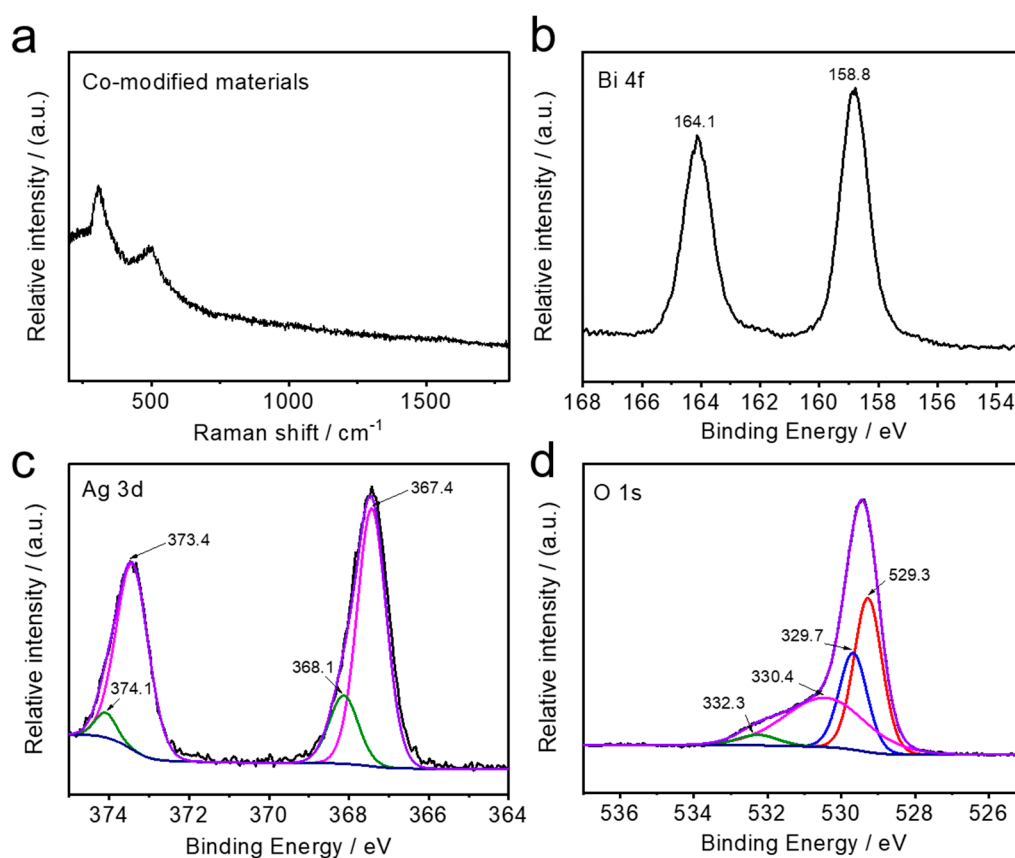 a
Co-modified materials
Relative intensity / (a.u.)
500 1000 1500
Raman shift / cm⁻¹
b
Bi 4f
164.1
158.8
Relative intensity / (a.u.)
168 166 164 162 160 158 156 154
Binding Energy / eV
c
Ag 3d
373.4
374.1
367.4
368.1
Relative intensity / (a.u.)
374 372 370 368 366 364
Binding Energy / eV
d
O 1s
529.3
329.7
330.4
332.3
Relative intensity / (a.u.)
536 534 532 530 528 526
Binding Energy / eV